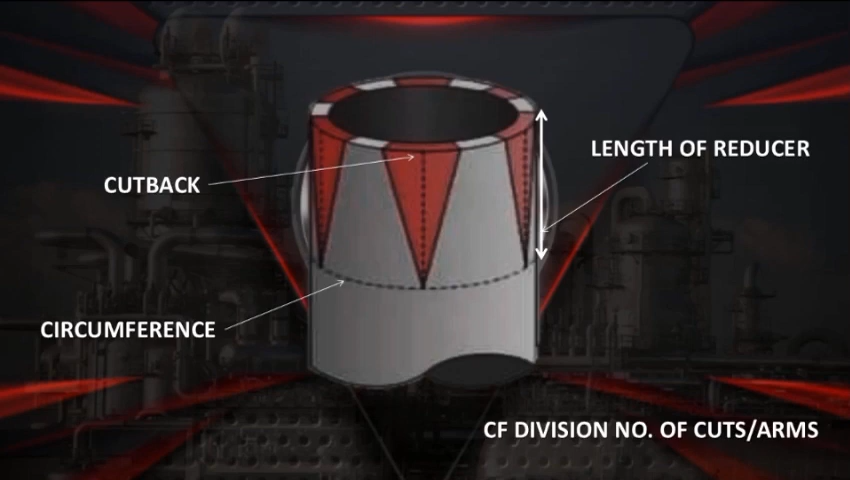 LENGTH OF REDUCER
CUTBACK
CIRCUMFERENCE
CF DIVISION NO. OF CUTS/ARMS